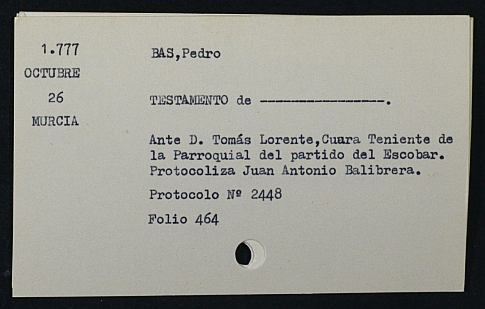 1.777
OCTUBRE
26
MURCIA
BAS,Pedro
TESTAMENTO de ----------------.
Ante D. Tomás Lorente,Cuara Teniente de
la Parroquial del partido del Escobar.
Protocoliza Juan Antonio Balibrera.
Protocolo Nº 2448
Folio 464